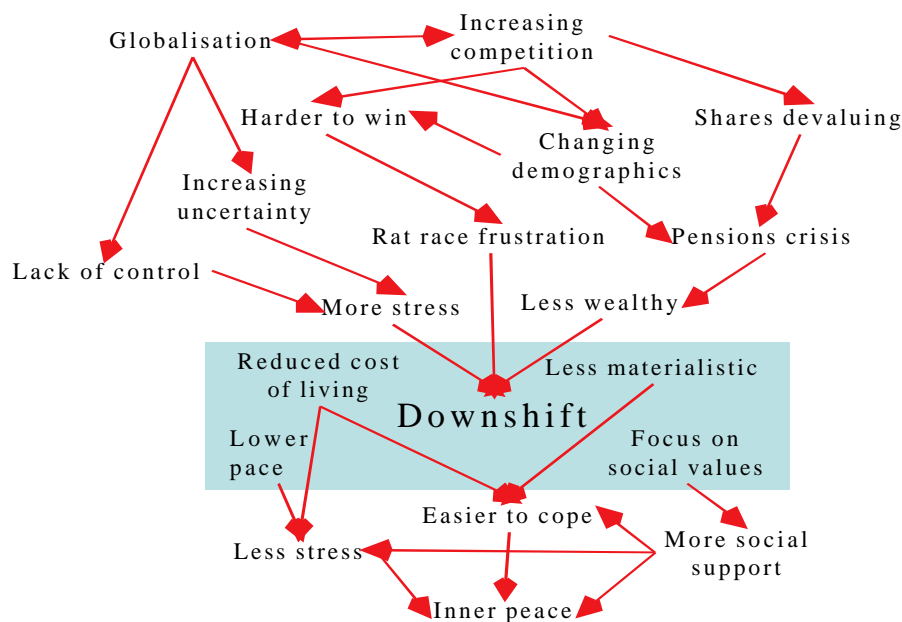 Increasing
Globalisation
competition
Harder to win
Shares devaluing
Changing
demographics
Increasing
uncertainty
Rat race frustration
Pensions crisis
Lack of control
More stress
Less wealthy
Reduced cost
of living
Less materialistic
Downshift
Lower
pace
Focus on
social values
Easier to cope
Less stress
More social
support
Inner peace